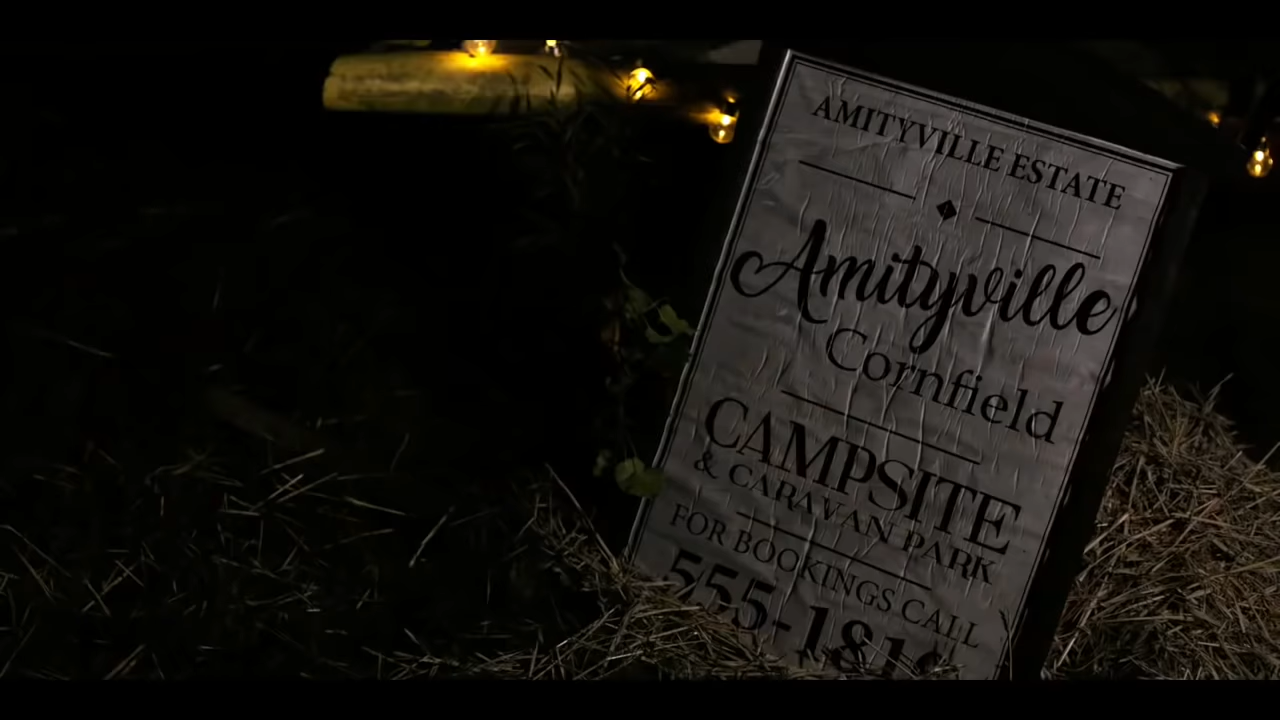 AMITYVILLE ESTATE
Amityville
Cornfield
CAMPSITE
& CARAVAN PARK
FOR BOOKINGS CALL